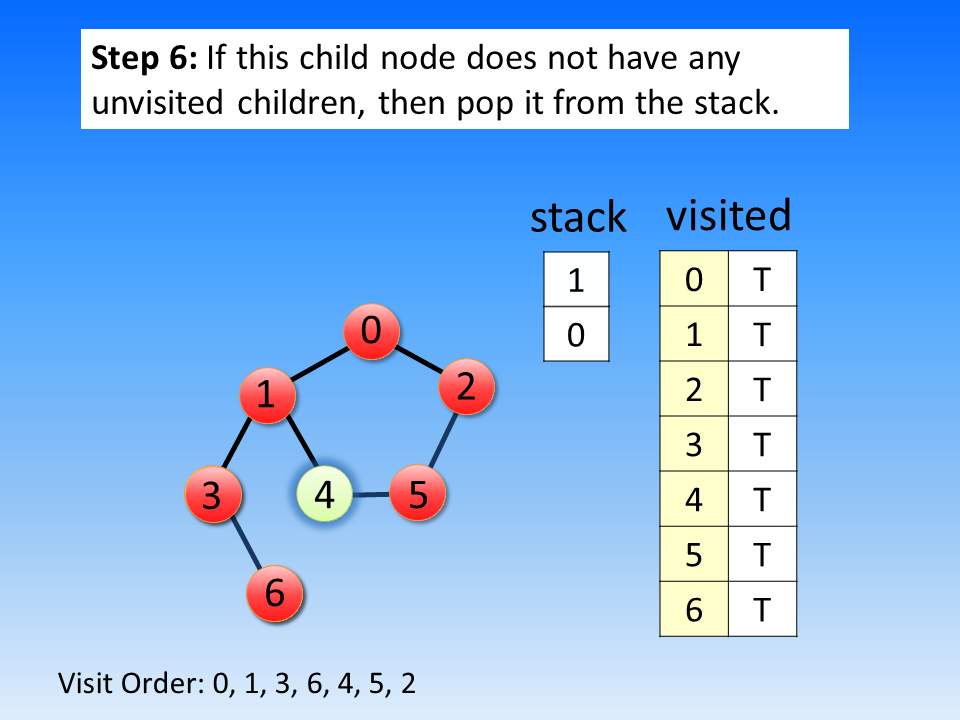 Step 6: If this child node does not have any
unvisited children, then pop it from the stack.
stack visited
1
0
0 T
1 T
2 T
3 T
4 T
5 T
6 T
0
1
2
3
4
5
6
Visit Order: 0, 1, 3, 6, 4, 5, 2